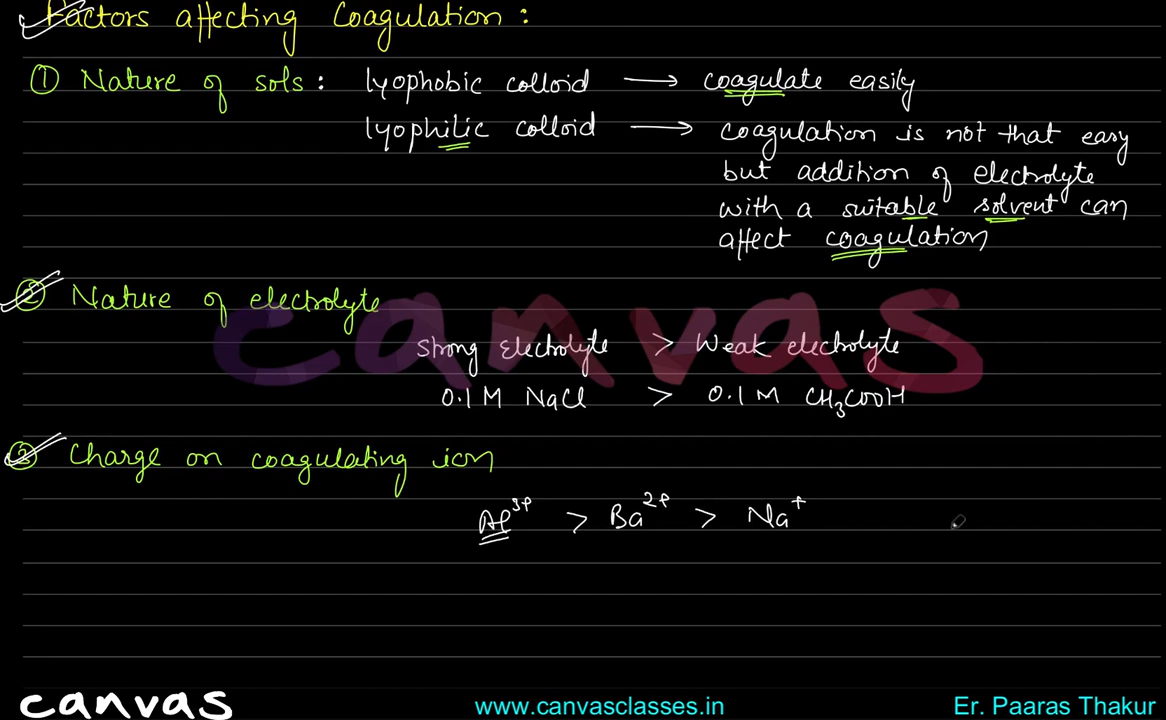 Factors affecting Coagulation :
① Nature of sols : lyophobic colloid → coagulate easily
lyophilic colloid → coagulation is not that easy
but addition of electrolyte
with a suitable solvent can
affect coagulation
② Nature of electrolyte
canvas
Strong Electrolyte > Weak electrolyte
0.1 M NaCl > 0.1 M CH₃COOH
③ Charge on coagulating ion
Al³⁺ > Ba²⁺ > Na⁺
canvas www.canvasclasses.in Er. Paaras Thakur